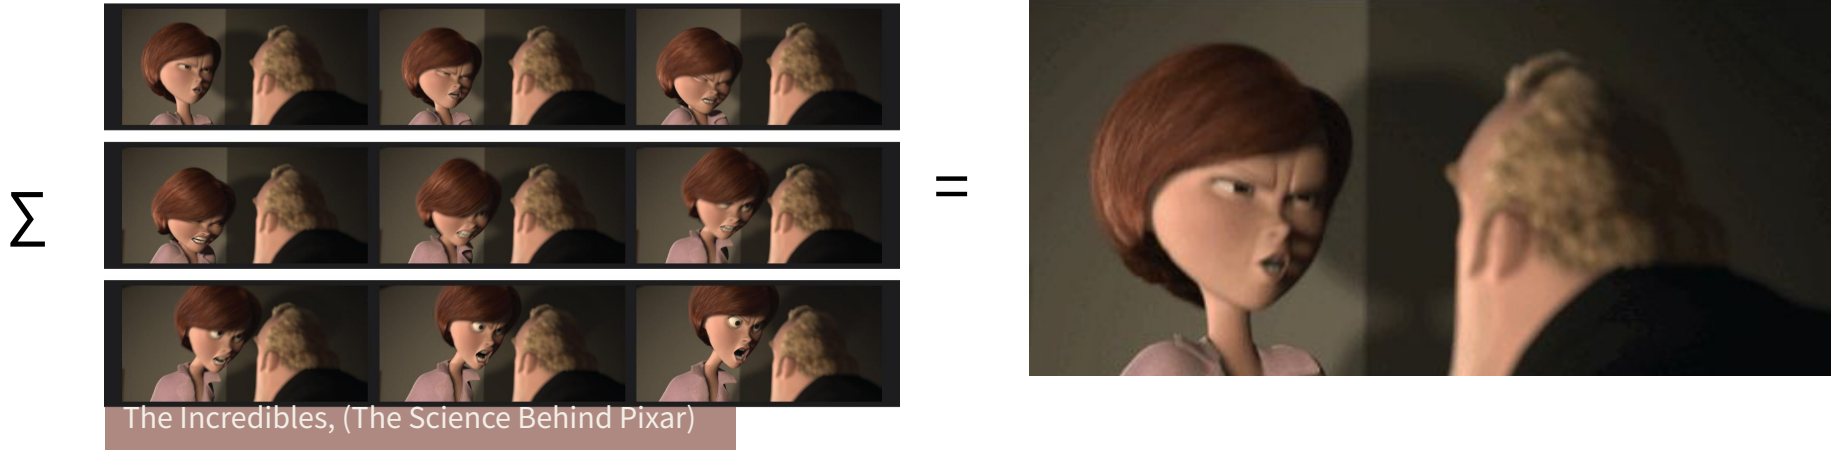 ∑
=
The Incredibles, (The Science Behind Pixar)